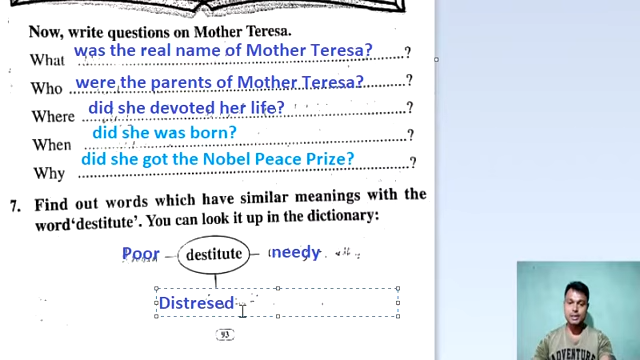 Now, write questions on Mother Teresa.
What was the real name of Mother Teresa? ?
Who were the parents of Mother Teresa? ?
Where did she devoted her life? ?
When did she was born? ?
Why did she got the Nobel Peace Prize? ?
7. Find out words which have similar meanings with the
word'destitute'. You can look it up in the dictionary:
Poor destitute needy
Distresed
93
ADVENTURE